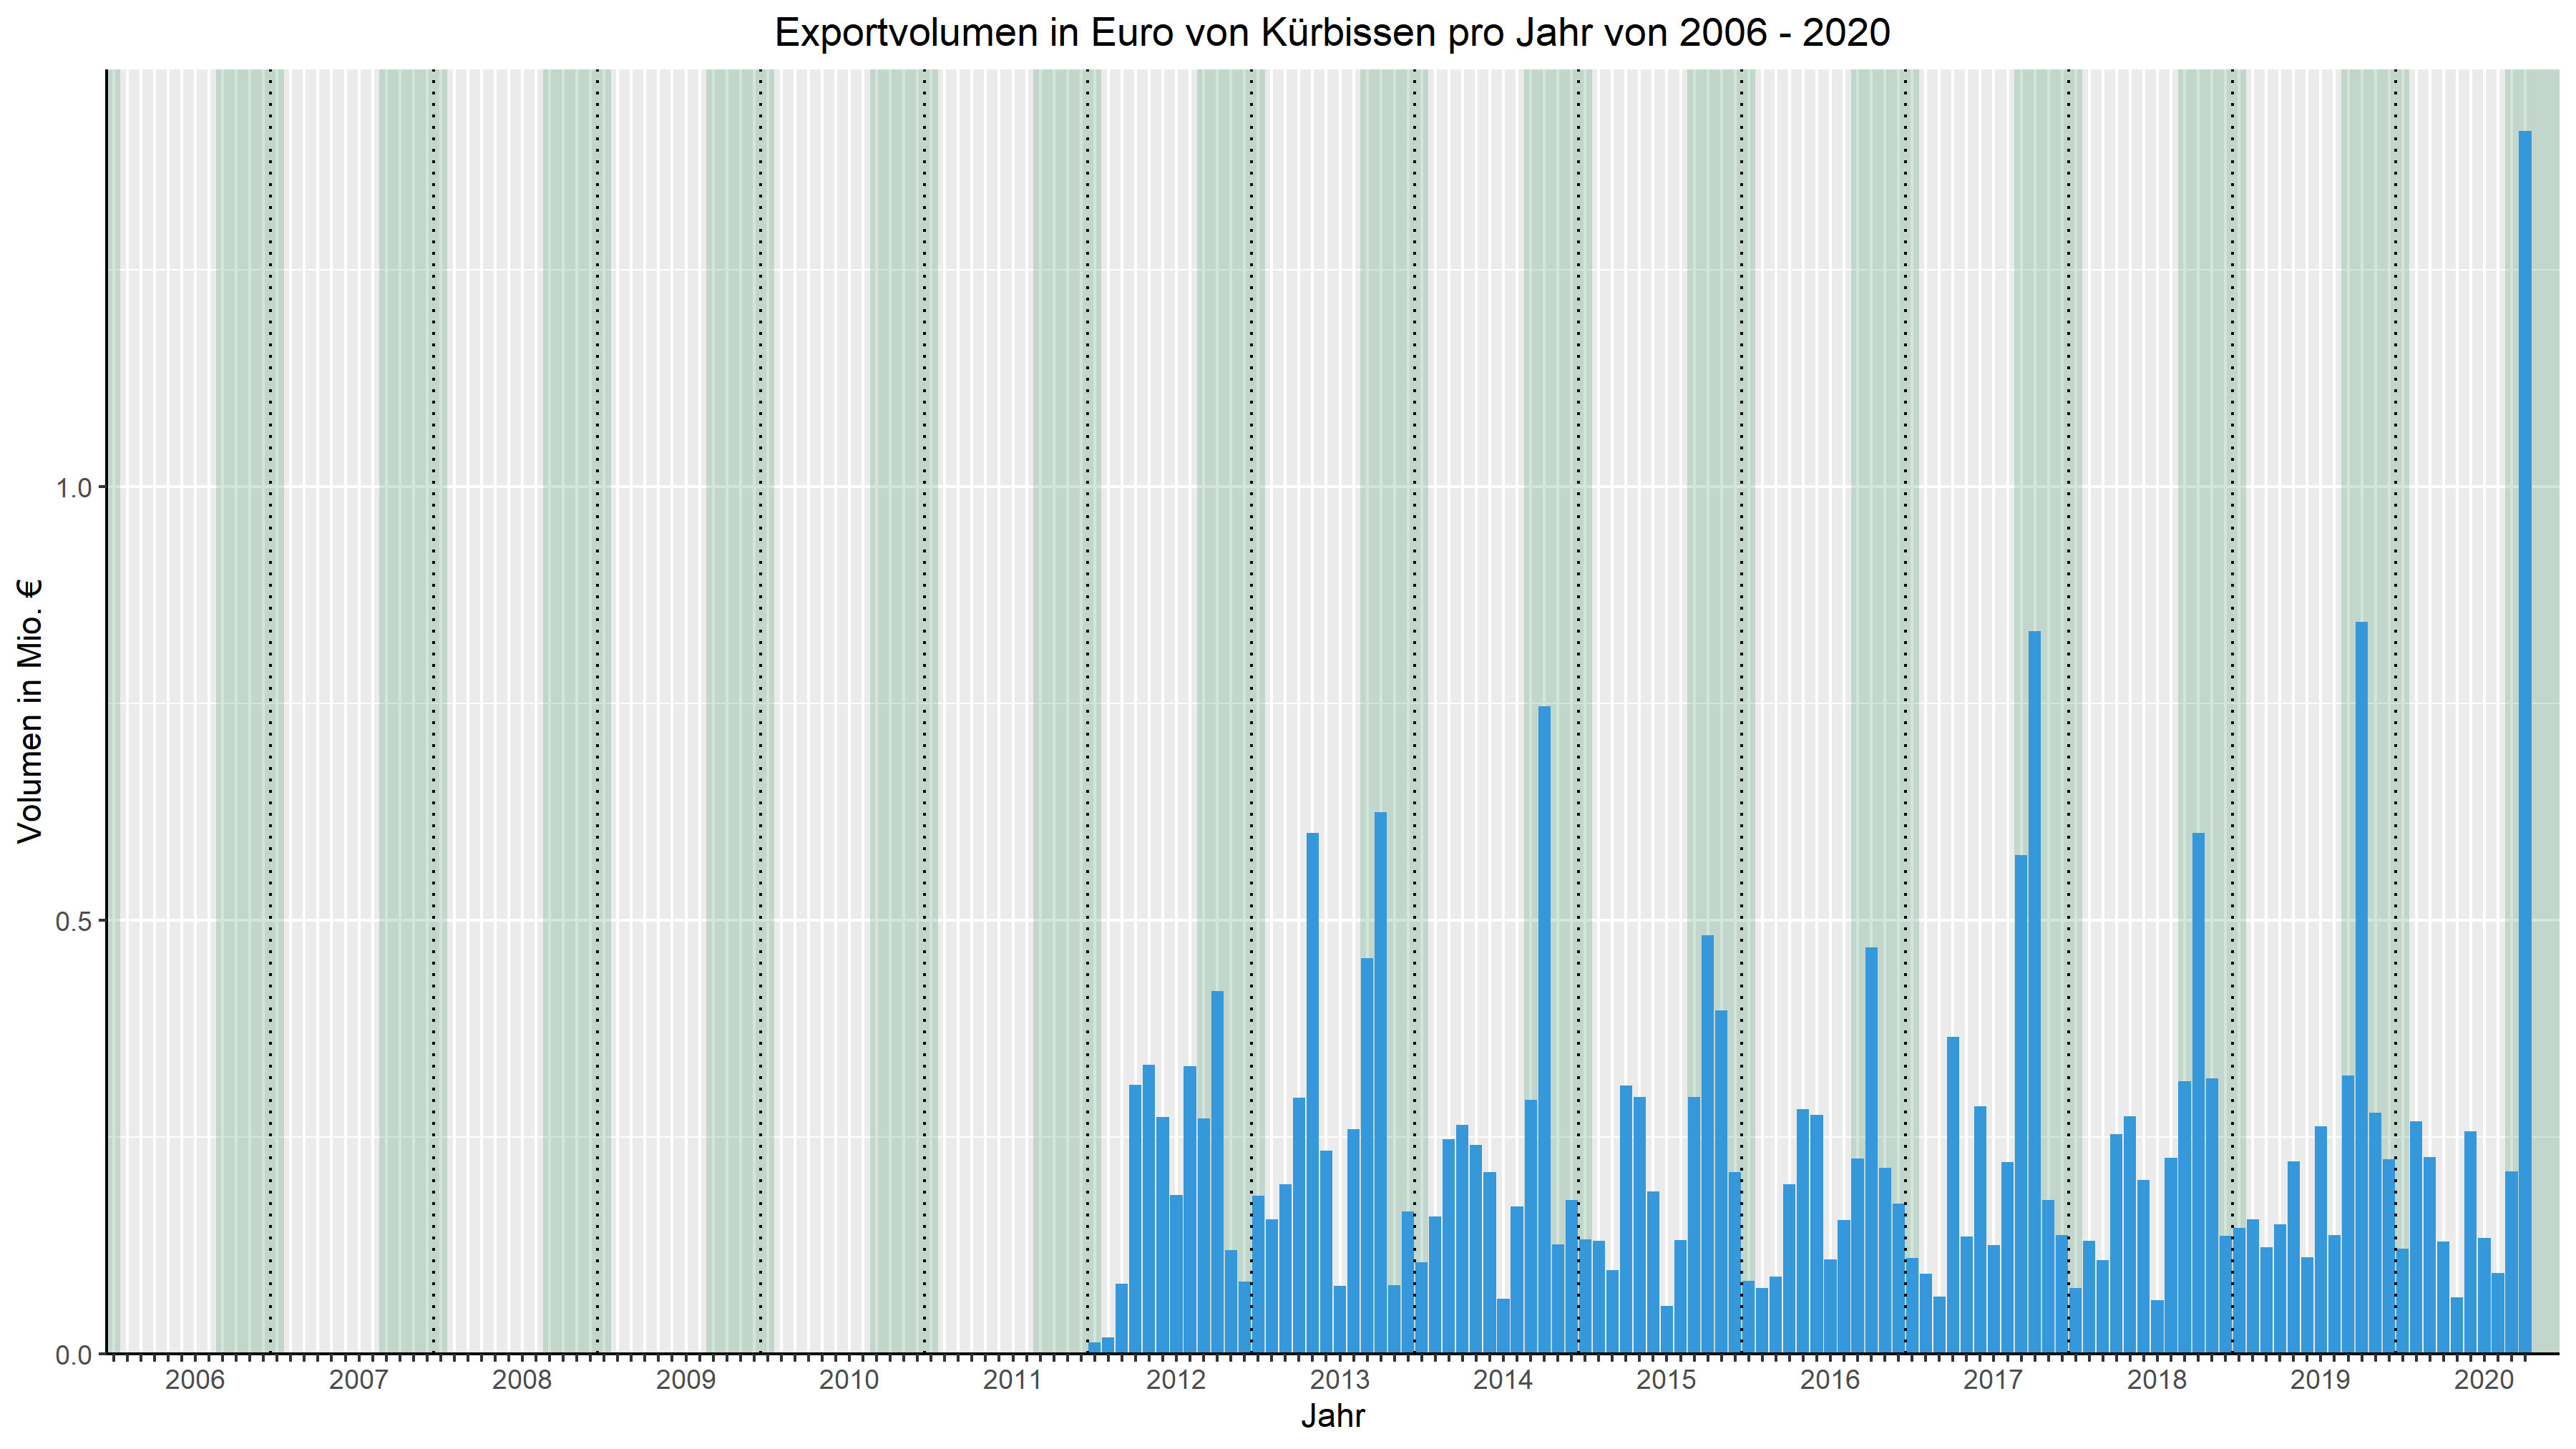 Exportvolumen in Euro von Kürbissen pro Jahr von 2006 - 2020
Volumen in Mio. €
1.0
0.5
0.0
2006 2007 2008 2009 2010 2011 2012 2013 2014 2015 2016 2017 2018 2019 2020
Jahr